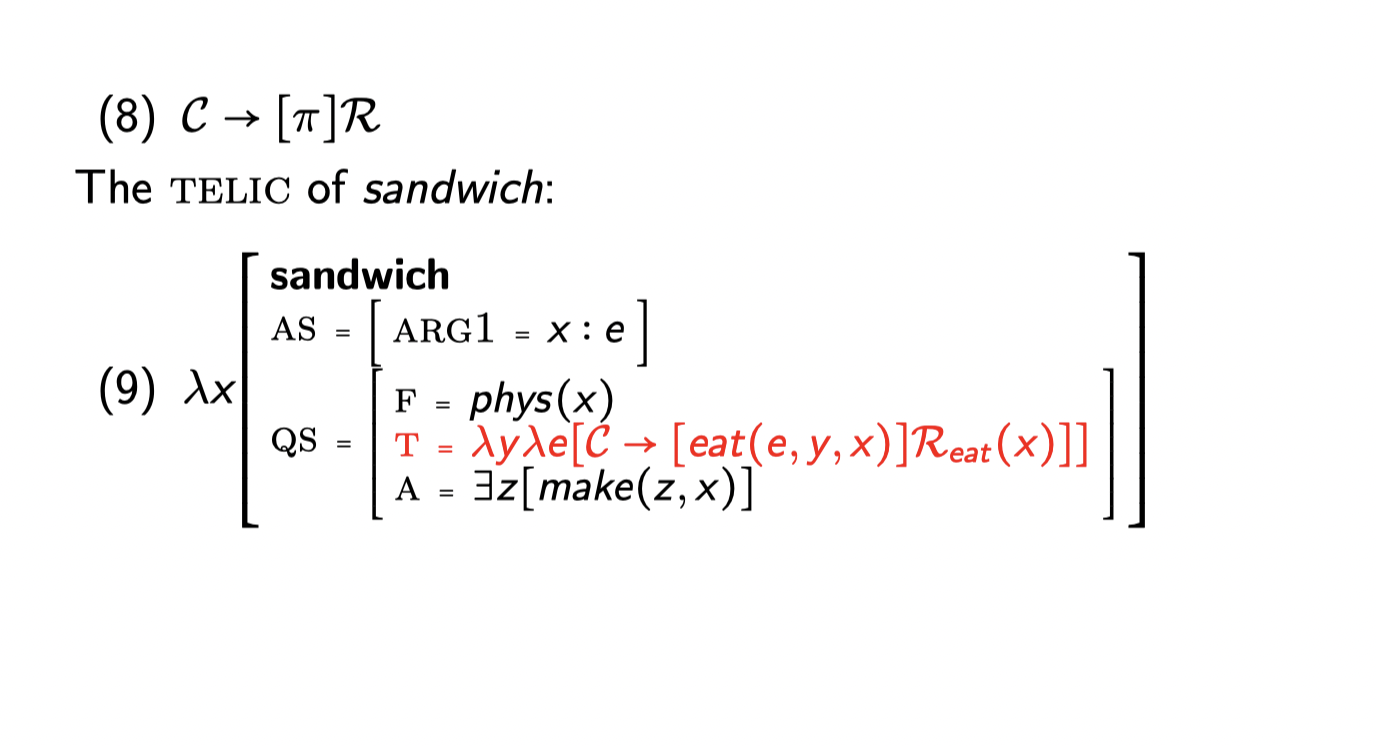 (8) 𝒞 → [π]ℛ
The TELIC of sandwich:
(9) λx
sandwich
AS = [ ARG1 = x : e ]
QS =
F = phys(x)
T = λyλe[𝒞 → [eat(e, y, x)]ℛeat(x)]]
A = ∃z[make(z, x)]